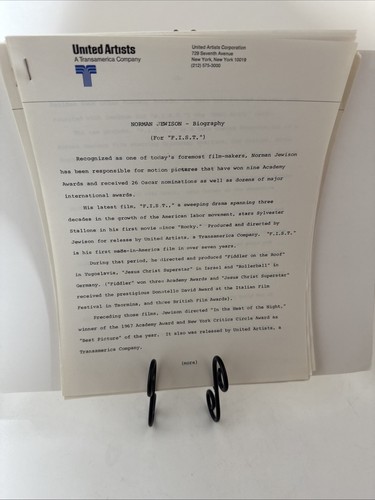 United Artists
A Transamerica Company
United Artists Corporation
729 Seventh Avenue
New York, New York 10019
(212) 575-3000
NORMAN JEWISON - Biography
(For "F.I.S.T.")
Recognized as one of today's foremost film-makers, Norman Jewison
has been responsible for motion pictures that have won nine Academy
Awards and received 26 Oscar nominations as well as dozens of major
international awards.
His latest film, "F.I.S.T.," a sweeping drama spanning three
decades in the growth of the American labor movement, stars Sylvester
Stallone in his first movie since "Rocky." Produced and directed by
Jewison for release by United Artists, a Transamerica Company. "F.I.S.T."
is his first made-in-America film in over seven years.
During that period, he directed and produced "Fiddler on the Roof"
in Yugoslavia, "Jesus Christ Superstar" in Israel and "Rollerball" in
Germany. ("Fiddler" won three Academy Awards and "Jesus Christ Superstar"
received the prestigious Donatello David Award at the Italian Film
Festival in Taormina, and three British Film Awards).
Preceding those films, Jewison directed "In the Heat of the Night,"
winner of the 1967 Academy Award and New York Critics Circle Award as
"Best Picture" of the year. It also was released by United Artists, a
Transamerica Company.
(more)